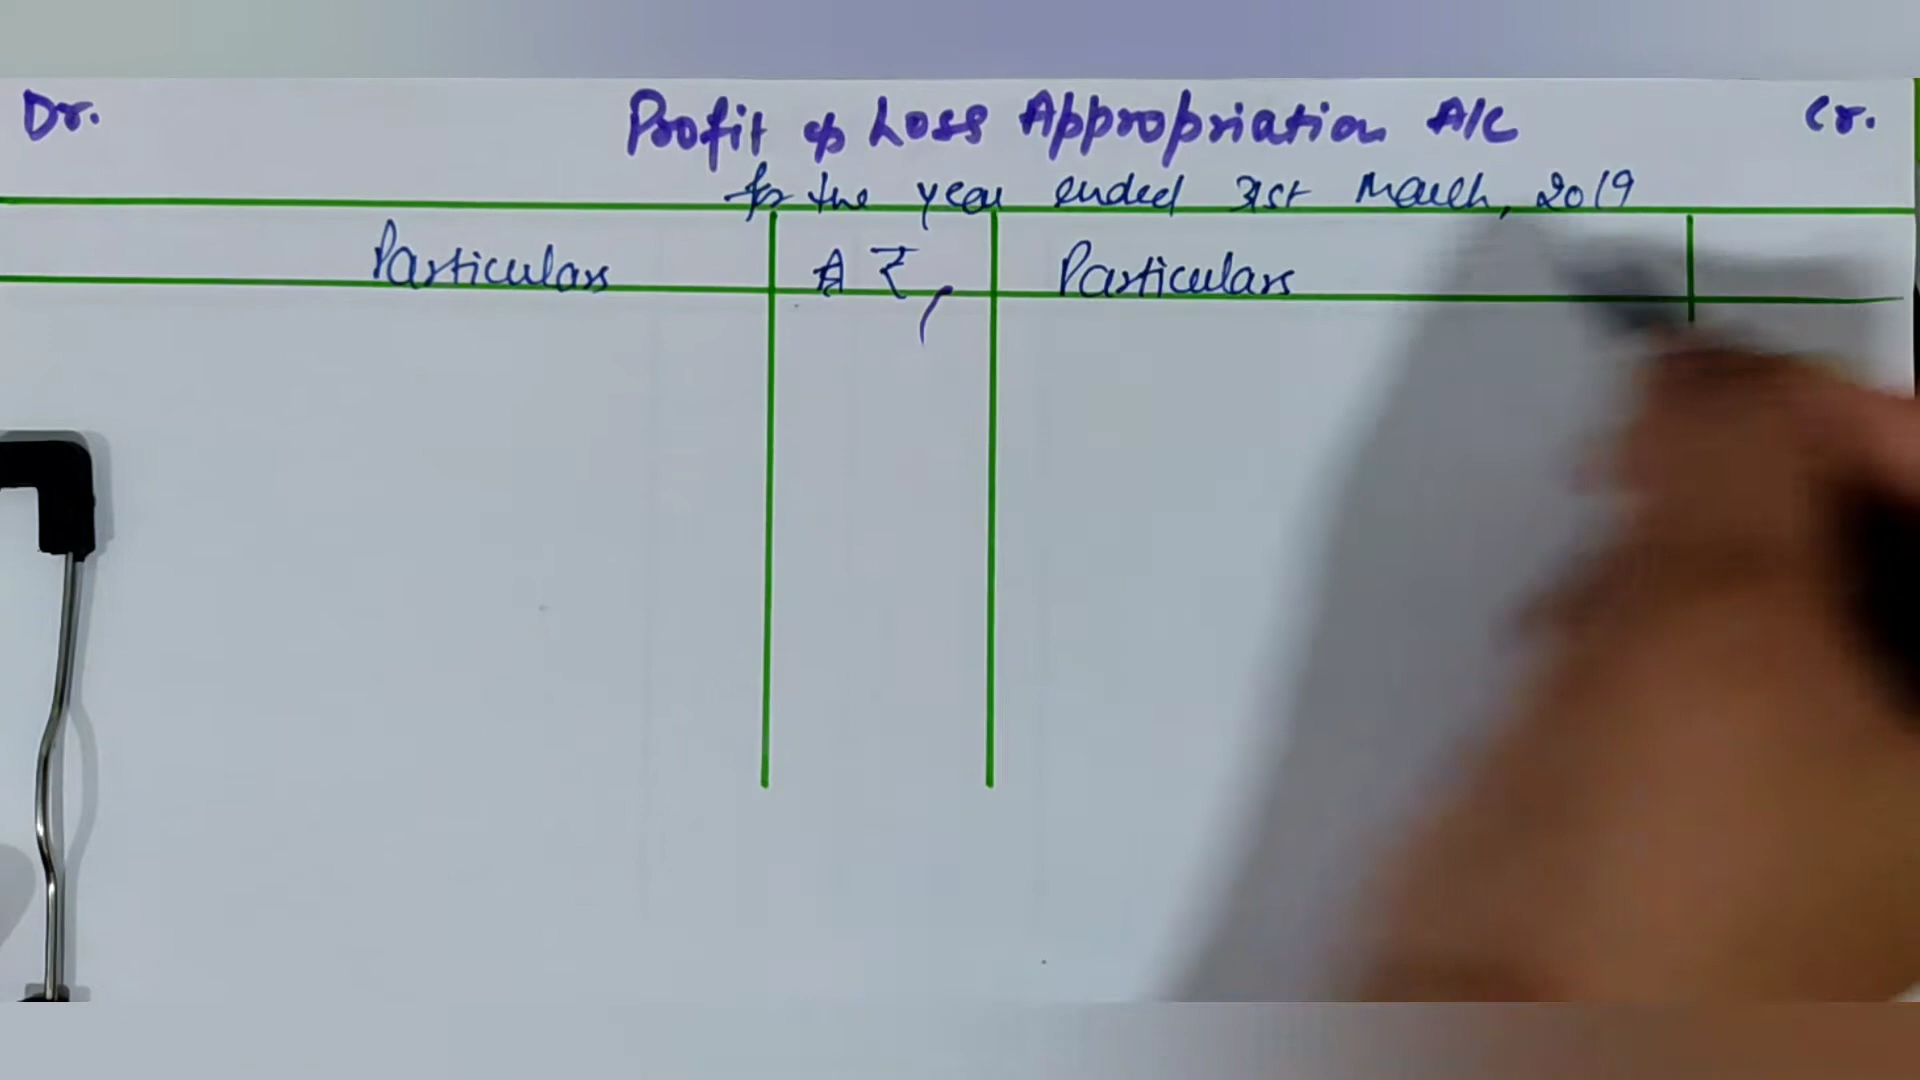 Dr. Profit & Loss Appropriation A/c Cr.
for the year ended 31st March, 2019
Particulars ₹ Particulars